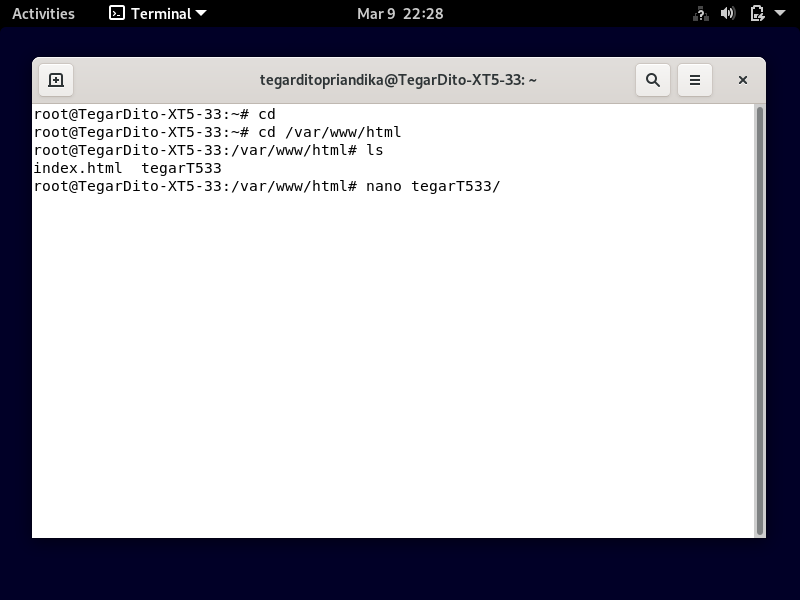 Activities Terminal Mar 9 22:28
tegarditopriandika@TegarDito-XT5-33: ~
root@TegarDito-XT5-33:~# cd
root@TegarDito-XT5-33:~# cd /var/www/html
root@TegarDito-XT5-33:/var/www/html# ls
index.html  tegarT533
root@TegarDito-XT5-33:/var/www/html# nano tegarT533/